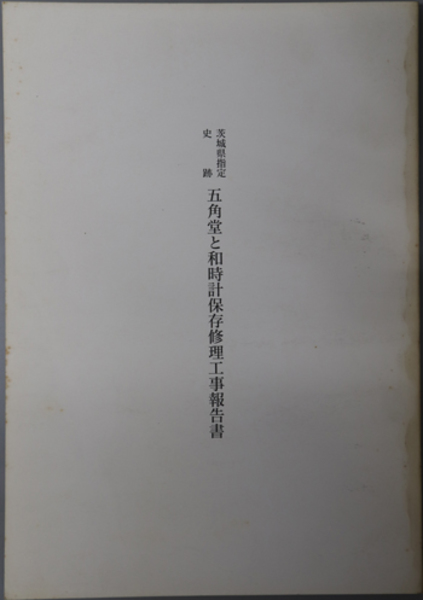 茨城県指定
史跡
五角堂と和時計保存修理工事報告書